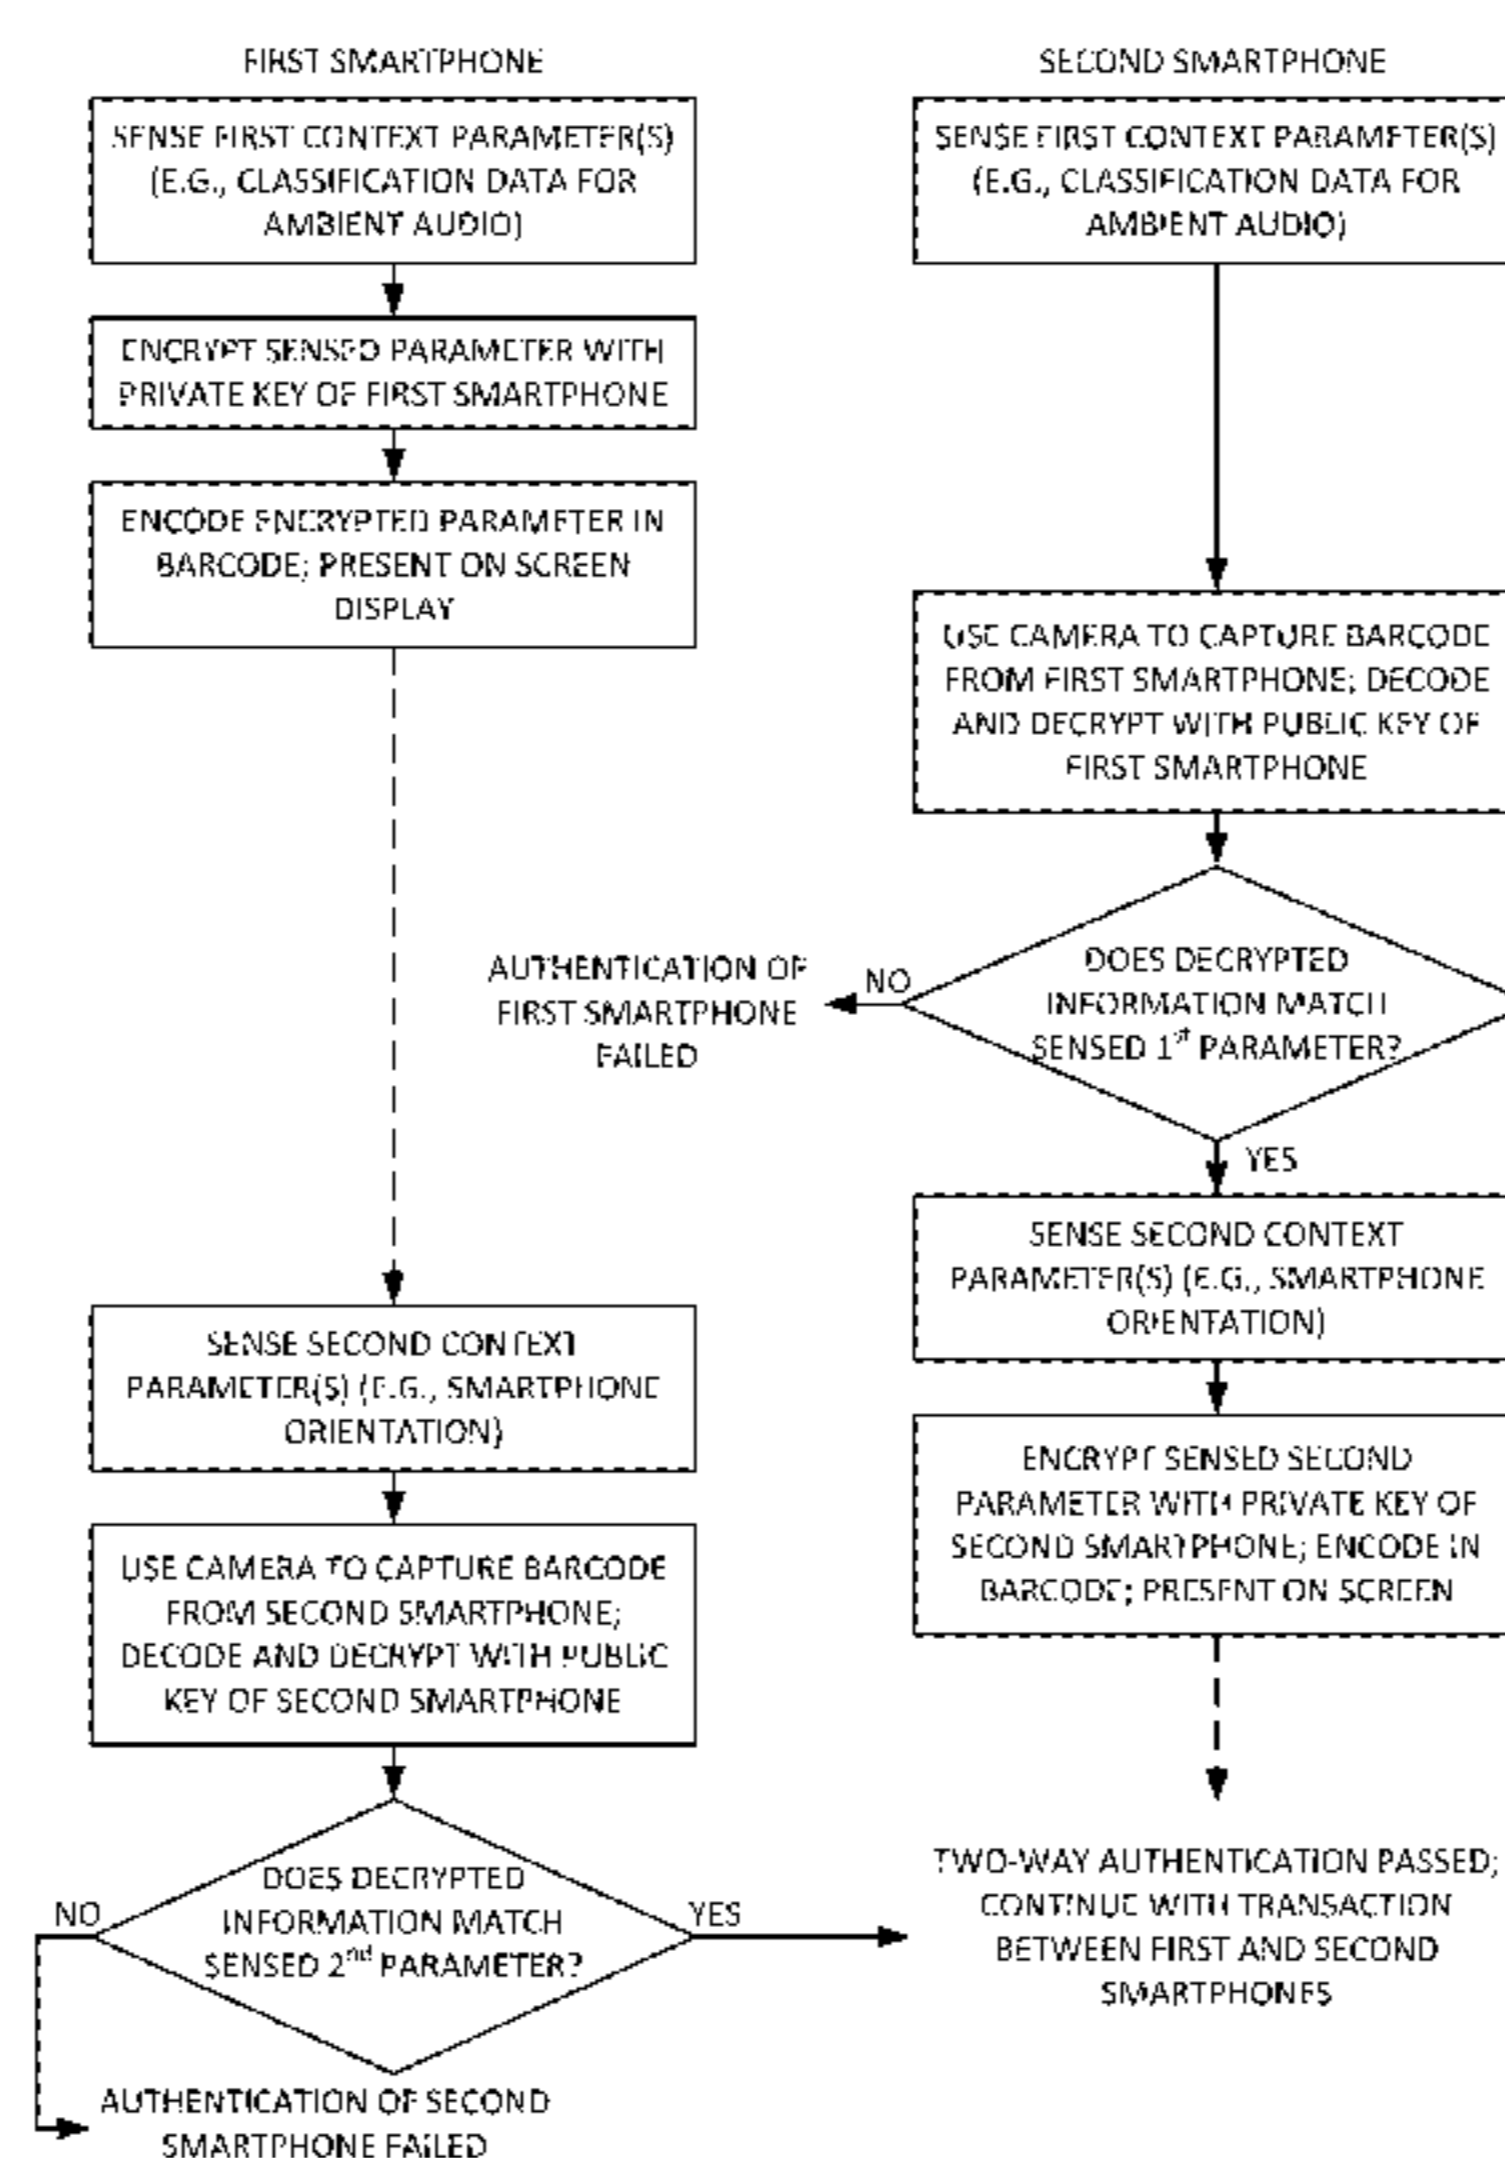 FIRST SMARTPHONE
SENSE FIRST CONTEXT PARAMETER(S)
(E.G., CLASSIFICATION DATA FOR
AMBIENT AUDIO)
ENCRYPT SENSED PARAMETER WITH
PRIVATE KEY OF FIRST SMARTPHONE
ENCODE ENCRYPTED PARAMETER IN
BARCODE; PRESENT ON SCREEN
DISPLAY
SENSE SECOND CONTEXT
PARAMETER(S) (E.G., SMARTPHONE
ORIENTATION)
USE CAMERA TO CAPTURE BARCODE
FROM SECOND SMARTPHONE;
DECODE AND DECRYPT WITH PUBLIC
KEY OF SECOND SMARTPHONE
DOES DECRYPTED
INFORMATION MATCH
SENSED 2nd PARAMETER?
NO
YES
AUTHENTICATION OF SECOND
SMARTPHONE FAILED
SECOND SMARTPHONE
SENSE FIRST CONTEXT PARAMETER(S)
(E.G., CLASSIFICATION DATA FOR
AMBIENT AUDIO)
USE CAMERA TO CAPTURE BARCODE
FROM FIRST SMARTPHONE; DECODE
AND DECRYPT WITH PUBLIC KEY OF
FIRST SMARTPHONE
DOES DECRYPTED
INFORMATION MATCH
SENSED 1st PARAMETER?
NO
AUTHENTICATION OF
FIRST SMARTPHONE
FAILED
YES
SENSE SECOND CONTEXT
PARAMETER(S) (E.G., SMARTPHONE
ORIENTATION)
ENCRYPT SENSED SECOND
PARAMETER WITH PRIVATE KEY OF
SECOND SMARTPHONE; ENCODE IN
BARCODE; PRESENT ON SCREEN
TWO-WAY AUTHENTICATION PASSED;
CONTINUE WITH TRANSACTION
BETWEEN FIRST AND SECOND
SMARTPHONES